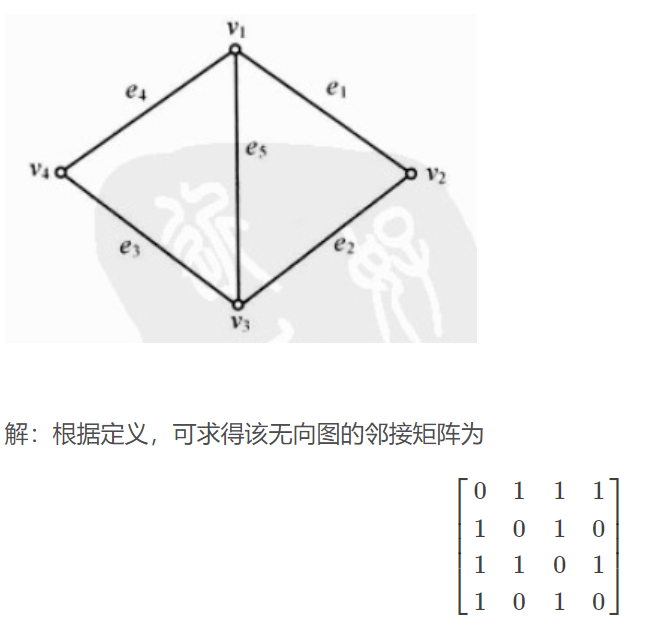 v₁
e₄
e₁
e₅
v₄
v₂
e₃
e₂
v₃
解：根据定义，可求得该无向图的邻接矩阵为
0 1 1 1
1 0 1 0
1 1 0 1
1 0 1 0